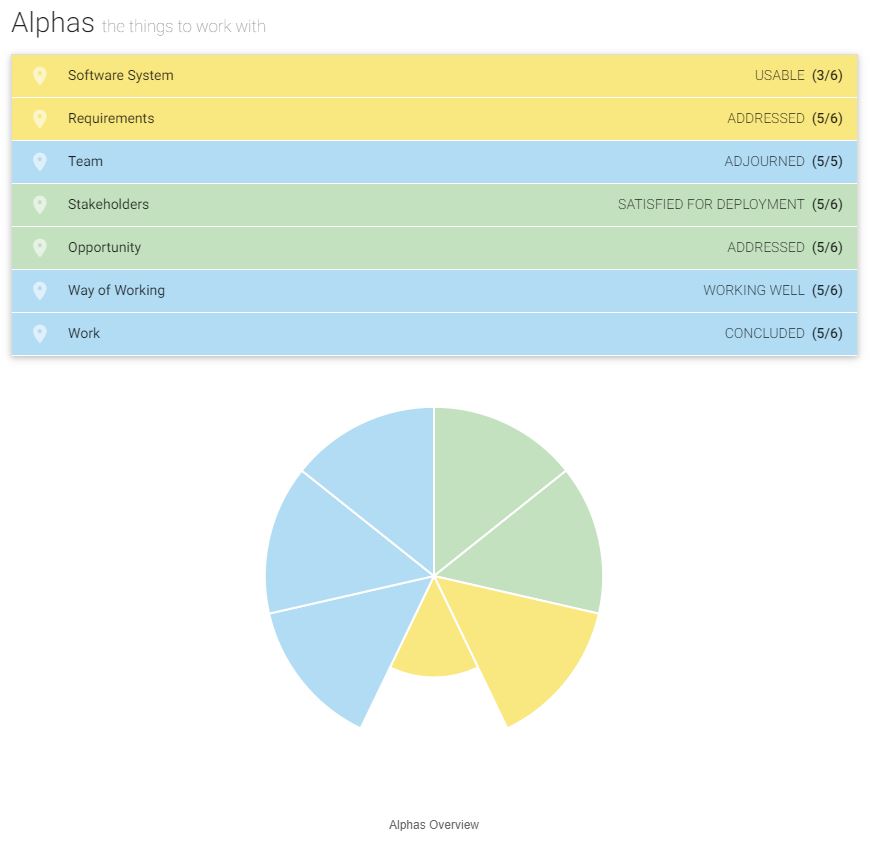 Alphas the things to work with
Software System USABLE (3/6)
Requirements ADDRESSED (5/6)
Team ADJOURNED (5/5)
Stakeholders SATISFIED FOR DEPLOYMENT (5/6)
Opportunity ADDRESSED (5/6)
Way of Working WORKING WELL (5/6)
Work CONCLUDED (5/6)
Alphas Overview